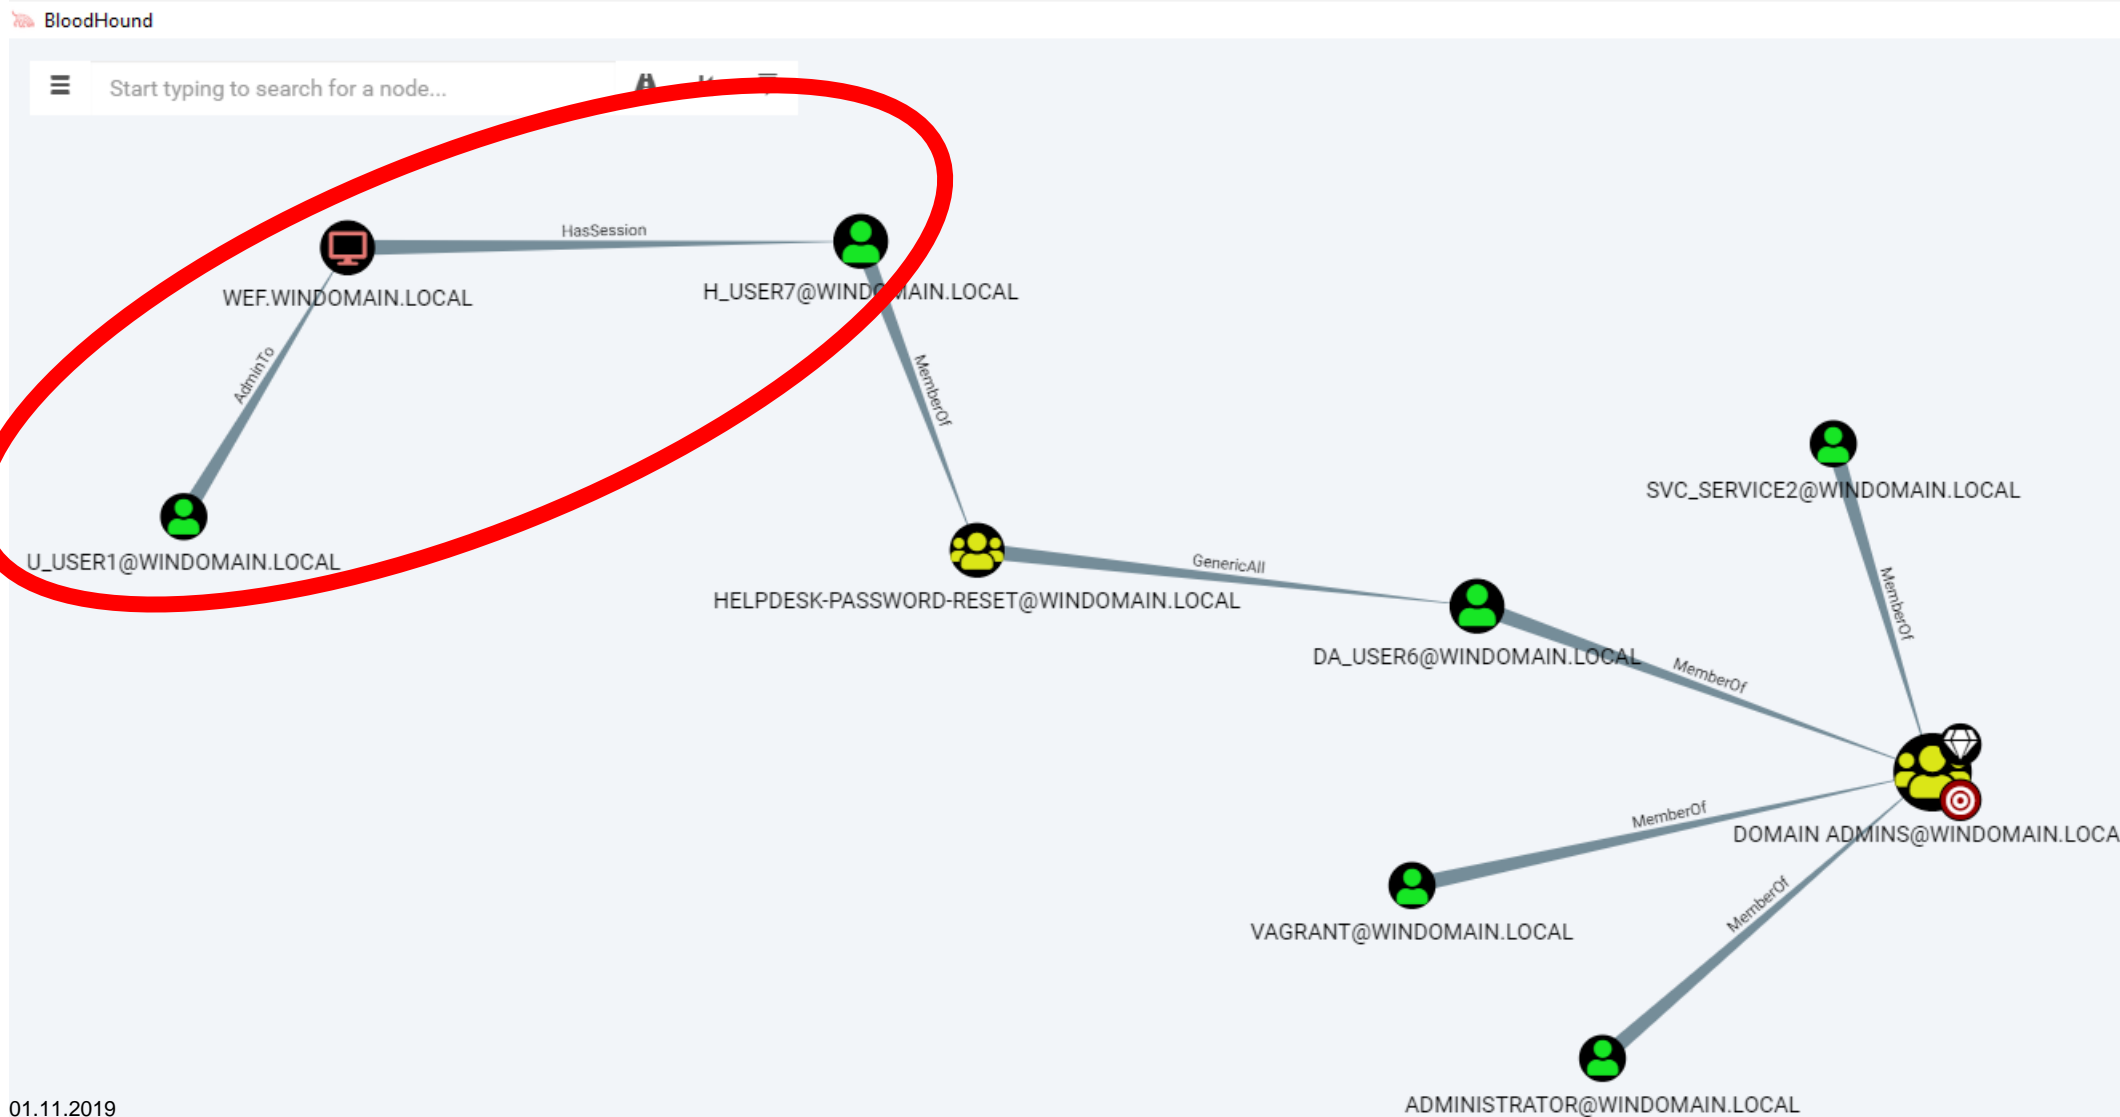 BloodHound
Start typing to search for a node...
HasSession
WEF.WINDOMAIN.LOCAL
H_USER7@WINDOMAIN.LOCAL
AdminTo
MemberOf
SVC_SERVICE2@WINDOMAIN.LOCAL
U_USER1@WINDOMAIN.LOCAL
GenericAll
HELPDESK-PASSWORD-RESET@WINDOMAIN.LOCAL
MemberOf
DA_USER6@WINDOMAIN.LOCAL
MemberOf
MemberOf
DOMAIN ADMINS@WINDOMAIN.LOCA
VAGRANT@WINDOMAIN.LOCAL
MemberOf
ADMINISTRATOR@WINDOMAIN.LOCAL
01.11.2019